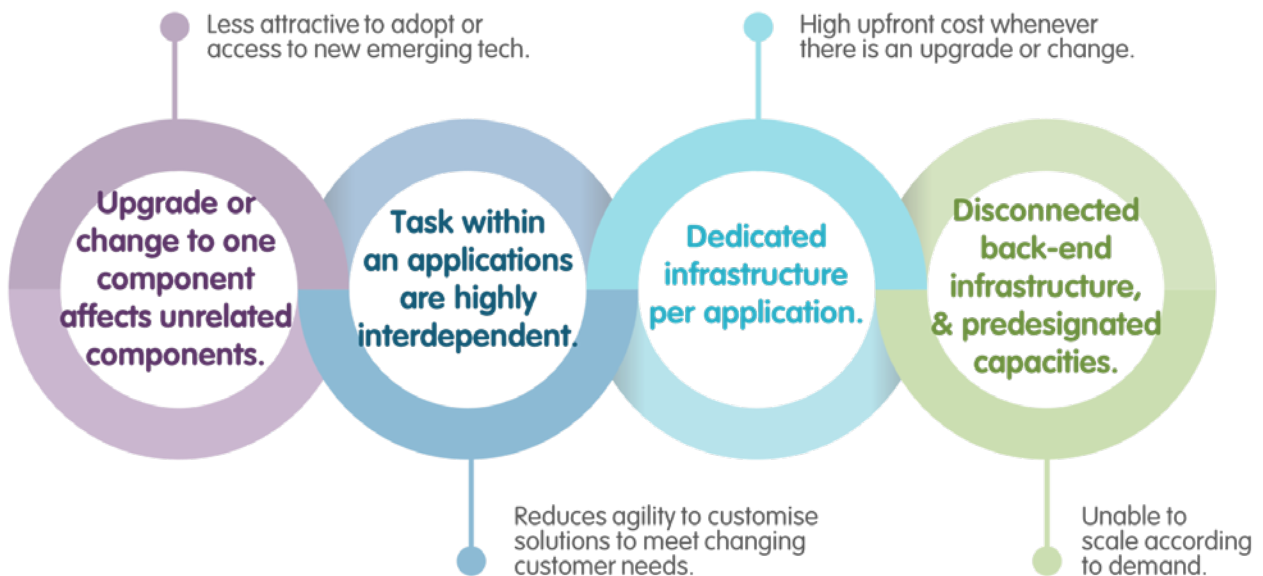 Less attractive to adopt or
access to new emerging tech.
High upfront cost whenever
there is an upgrade or change.
Upgrade or
change to one
component
affects unrelated
components.
Task within
an applications
are highly
interdependent.
Dedicated
infrastructure
per application.
Disconnected
back-end
infrastructure,
& predesignated
capacities.
Reduces agility to customise
solutions to meet changing
customer needs.
Unable to
scale according
to demand.